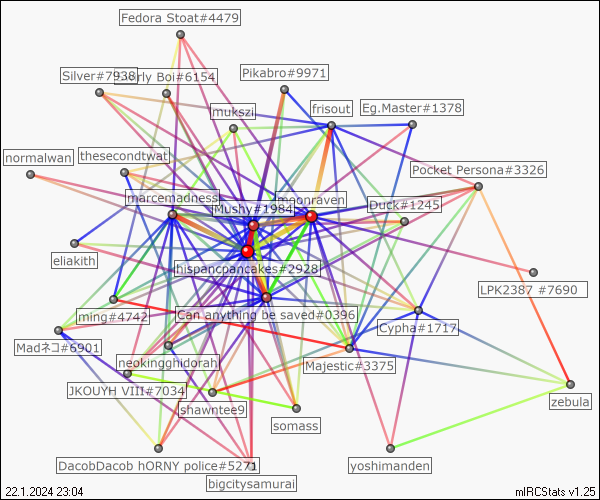 Fedora Stoat#4479
Silver#7938
erly Boi#6154
Pikabro#9971
mukszi
frisout
Eg.Master#1378
normalwan
thesecondtwat
Pocket Persona#3326
marcemadness
moonraven
Mushy#1984
Duck#1245
eliakith
hispancpancakes#2928
LPK2387 #7690
ming#4742
Can anything be saved#0396
Cypha#1717
Madネコ#6901
neokingghidorah
Majestic#3375
JKOUYH VIII#7034
shawntee9
zebula
somass
DacobDacob hORNY police#5271
yoshimanden
bigcitysamurai
22.1.2024 23:04
mIRCStats v1.25